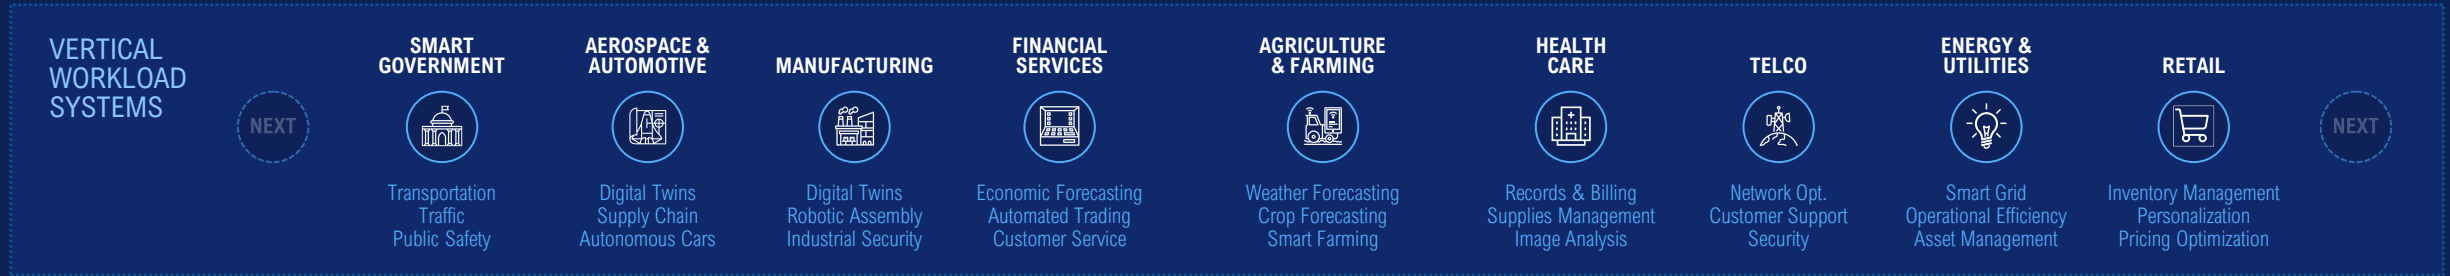 VERTICAL
WORKLOAD
SYSTEMS
NEXT
SMART
GOVERNMENT
Transportation
Traffic
Public Safety
AEROSPACE &
AUTOMOTIVE
Digital Twins
Supply Chain
Autonomous Cars
MANUFACTURING
Digital Twins
Robotic Assembly
Industrial Security
FINANCIAL
SERVICES
Economic Forecasting
Automated Trading
Customer Service
AGRICULTURE
& FARMING
Weather Forecasting
Crop Forecasting
Smart Farming
HEALTH
CARE
Records & Billing
Supplies Management
Image Analysis
TELCO
Network Opt.
Customer Support
Security
ENERGY &
UTILITIES
Smart Grid
Operational Efficiency
Asset Management
RETAIL
Inventory Management
Personalization
Pricing Optimization
NEXT